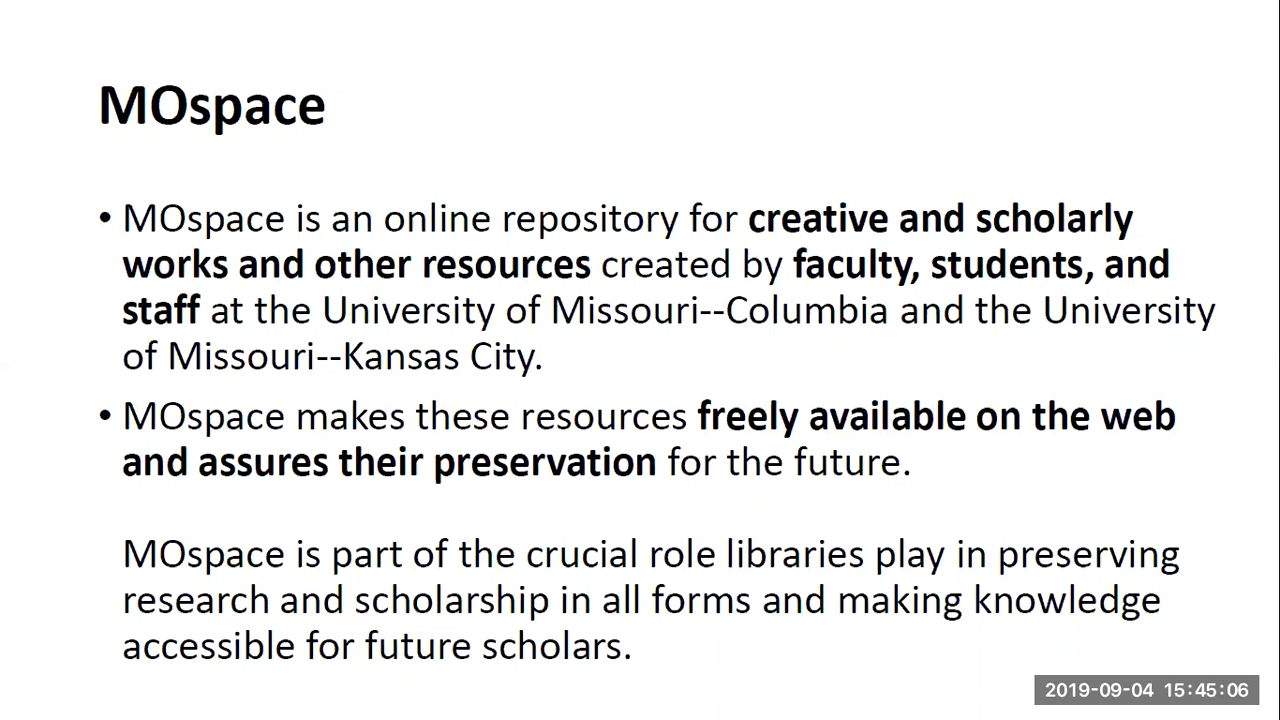 MOspace
• MOspace is an online repository for creative and scholarly
works and other resources created by faculty, students, and
staff at the University of Missouri--Columbia and the University
of Missouri--Kansas City.
• MOspace makes these resources freely available on the web
and assures their preservation for the future.
MOspace is part of the crucial role libraries play in preserving
research and scholarship in all forms and making knowledge
accessible for future scholars.
2019-09-04 15:45:06